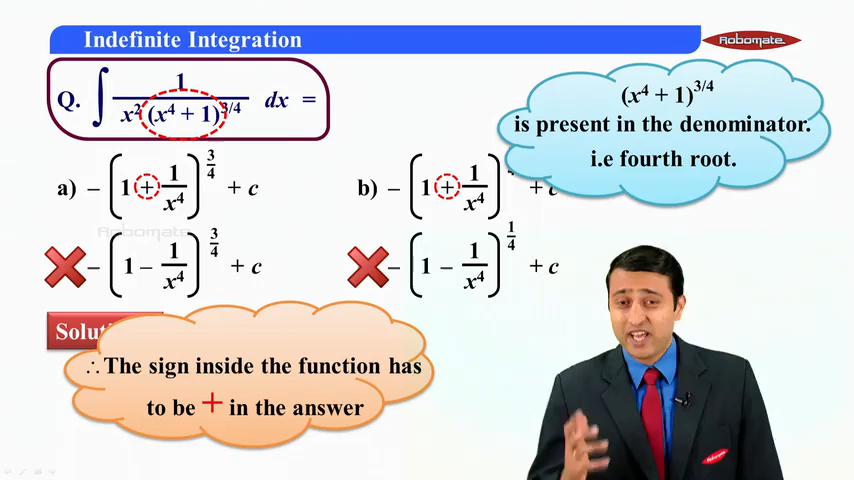 Indefinite Integration
ROBOMATE
Q. ∫ 1 / x² (x⁴ + 1)^3/4 dx =
(x⁴ + 1)^3/4
is present in the denominator.
i.e fourth root.
a) – (1 + 1/x⁴)^3/4 + c
b) – (1 + 1/x⁴) + c
Robomate
– (1 – 1/x⁴)^3/4 + c
– (1 – 1/x⁴)^1/4 + c
Soluti
∴The sign inside the function has
to be + in the answer
Robomate